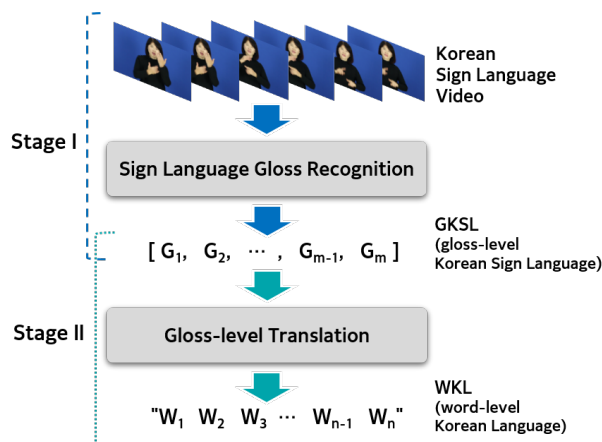 Korean
Sign Language
Video
Stage I
Sign Language Gloss Recognition
GKSL
(gloss-level
Korean Sign Language)
[ G1, G2, ⋯ , Gm-1, Gm ]
Stage II
Gloss-level Translation
WKL
(word-level
Korean Language)
"W1 W2 W3 ⋯ Wn-1 Wn"